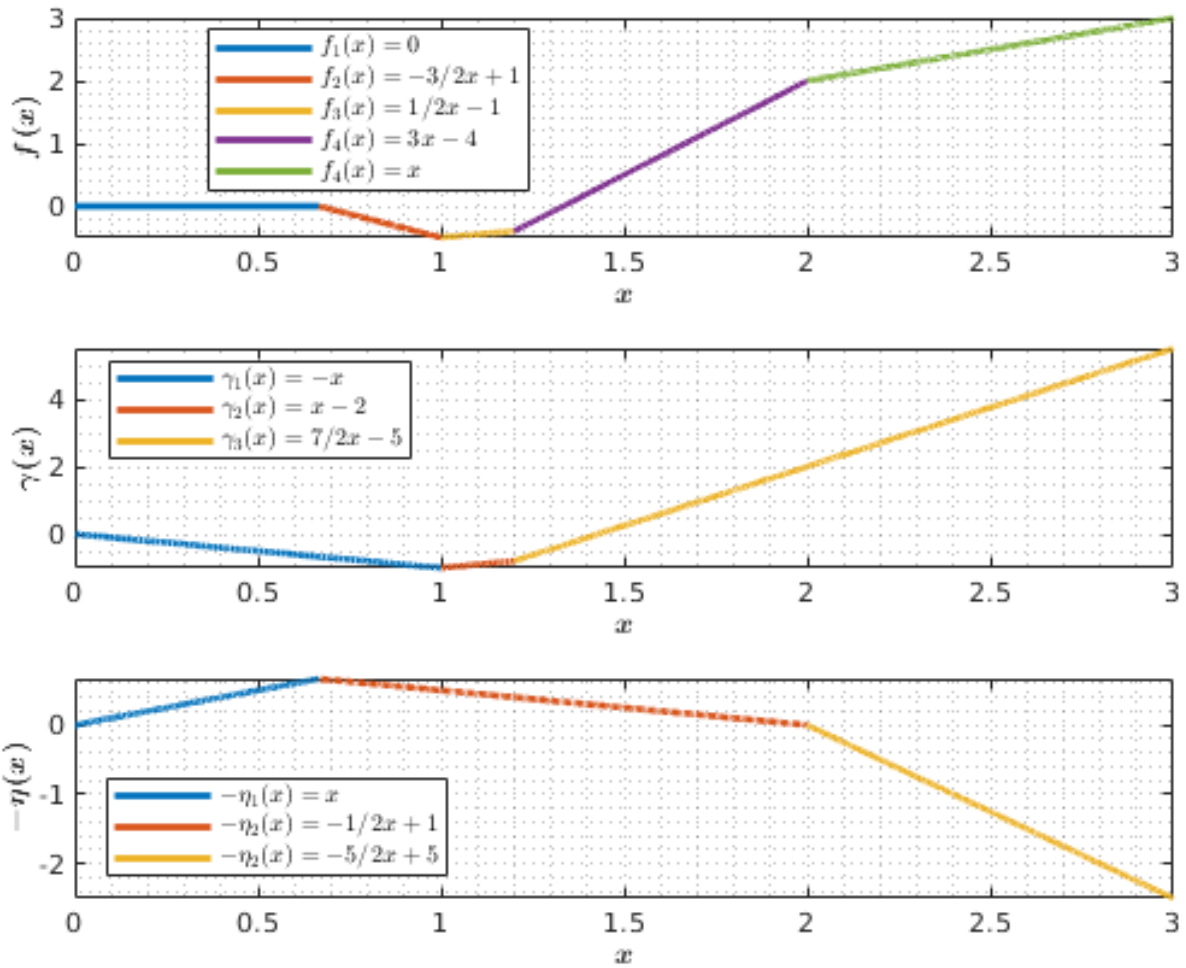 3
2
1
0
f(x)
f₁(x) = 0
f₂(x) = −3/2x + 1
f₃(x) = 1/2x − 1
f₄(x) = 3x − 4
f₄(x) = x
0 0.5 1 1.5 2 2.5 3
x
4
2
0
γ(x)
γ₁(x) = −x
γ₂(x) = x − 2
γ₃(x) = 7/2x − 5
0 0.5 1 1.5 2 2.5 3
x
0
-1
-2
−η(x)
−η₁(x) = x
−η₂(x) = −1/2x + 1
−η₂(x) = −5/2x + 5
0 0.5 1 1.5 2 2.5 3
x